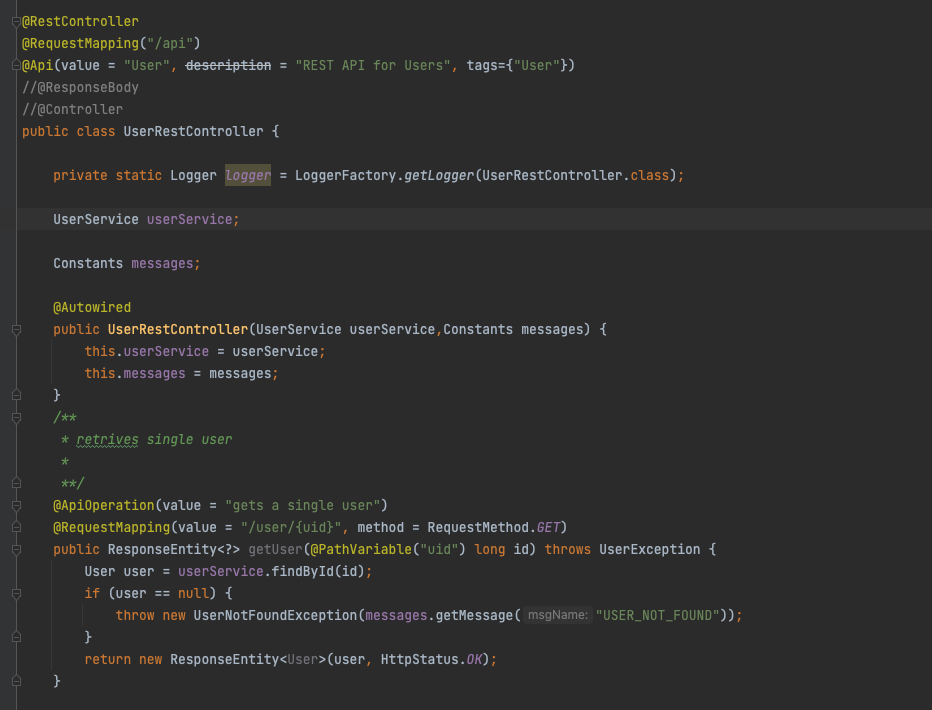 @RestController
@RequestMapping("/api")
@Api(value = "User", description = "REST API for Users", tags={"User"})
//@ResponseBody
//@Controller
public class UserRestController {
private static Logger logger = LoggerFactory.getLogger(UserRestController.class);
UserService userService;
Constants messages;
@Autowired
public UserRestController(UserService userService,Constants messages) {
this.userService = userService;
this.messages = messages;
}
/**
* retrives single user
*
**/
@ApiOperation(value = "gets a single user")
@RequestMapping(value = "/user/{uid}", method = RequestMethod.GET)
public ResponseEntity<?> getUser(@PathVariable("uid") long id) throws UserException {
User user = userService.findById(id);
if (user == null) {
throw new UserNotFoundException(messages.getMessage( msgName: "USER_NOT_FOUND"));
}
return new ResponseEntity<User>(user, HttpStatus.OK);
}